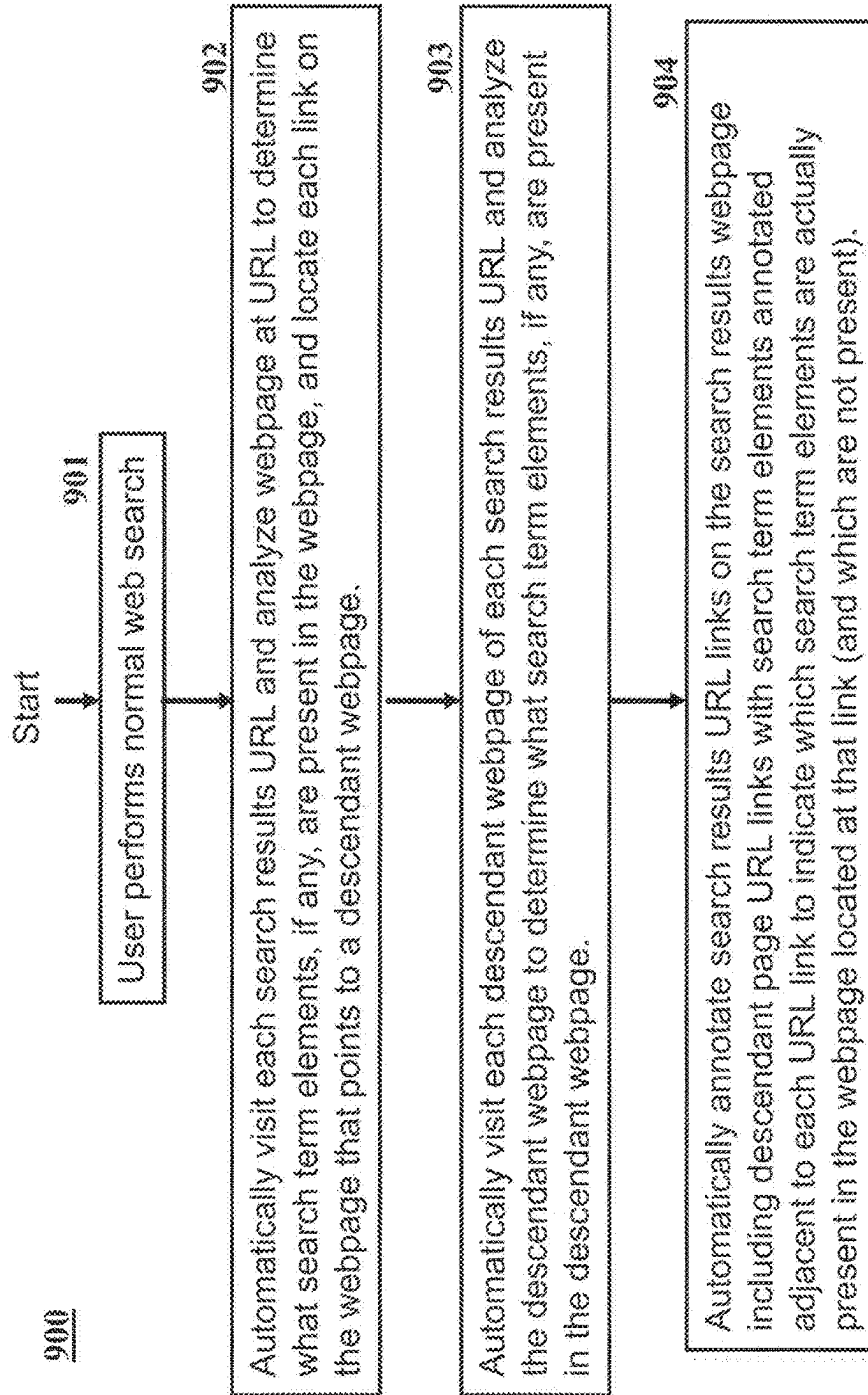 900
Start
901
User performs normal web search
902
Automatically visit each search results URL and analyze webpage at URL to determine
what search term elements, if any, are present in the webpage, and locate each link on
the webpage that points to a descendant webpage.
903
Automatically visit each descendant webpage of each search results URL and analyze
the descendant webpage to determine what search term elements, if any, are present
in the descendant webpage.
904
Automatically annotate search results URL links on the search results webpage
including descendant page URL links with search term elements annotated
adjacent to each URL link to indicate which search term elements are actually
present in the webpage located at that link (and which are not present).